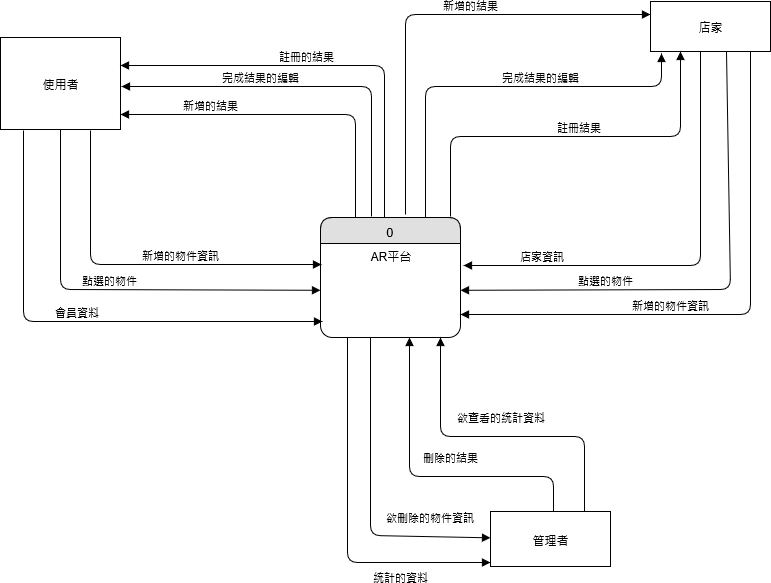 新增的結果
店家
註冊的結果
完成結果的編輯
新增的結果
使用者
完成結果的編輯
註冊結果
0
AR平台
新增的物件資訊
點選的物件
會員資料
店家資訊
點選的物件
新增的物件資訊
欲查看的統計資料
刪除的結果
欲刪除的物件資訊
管理者
統計的資料